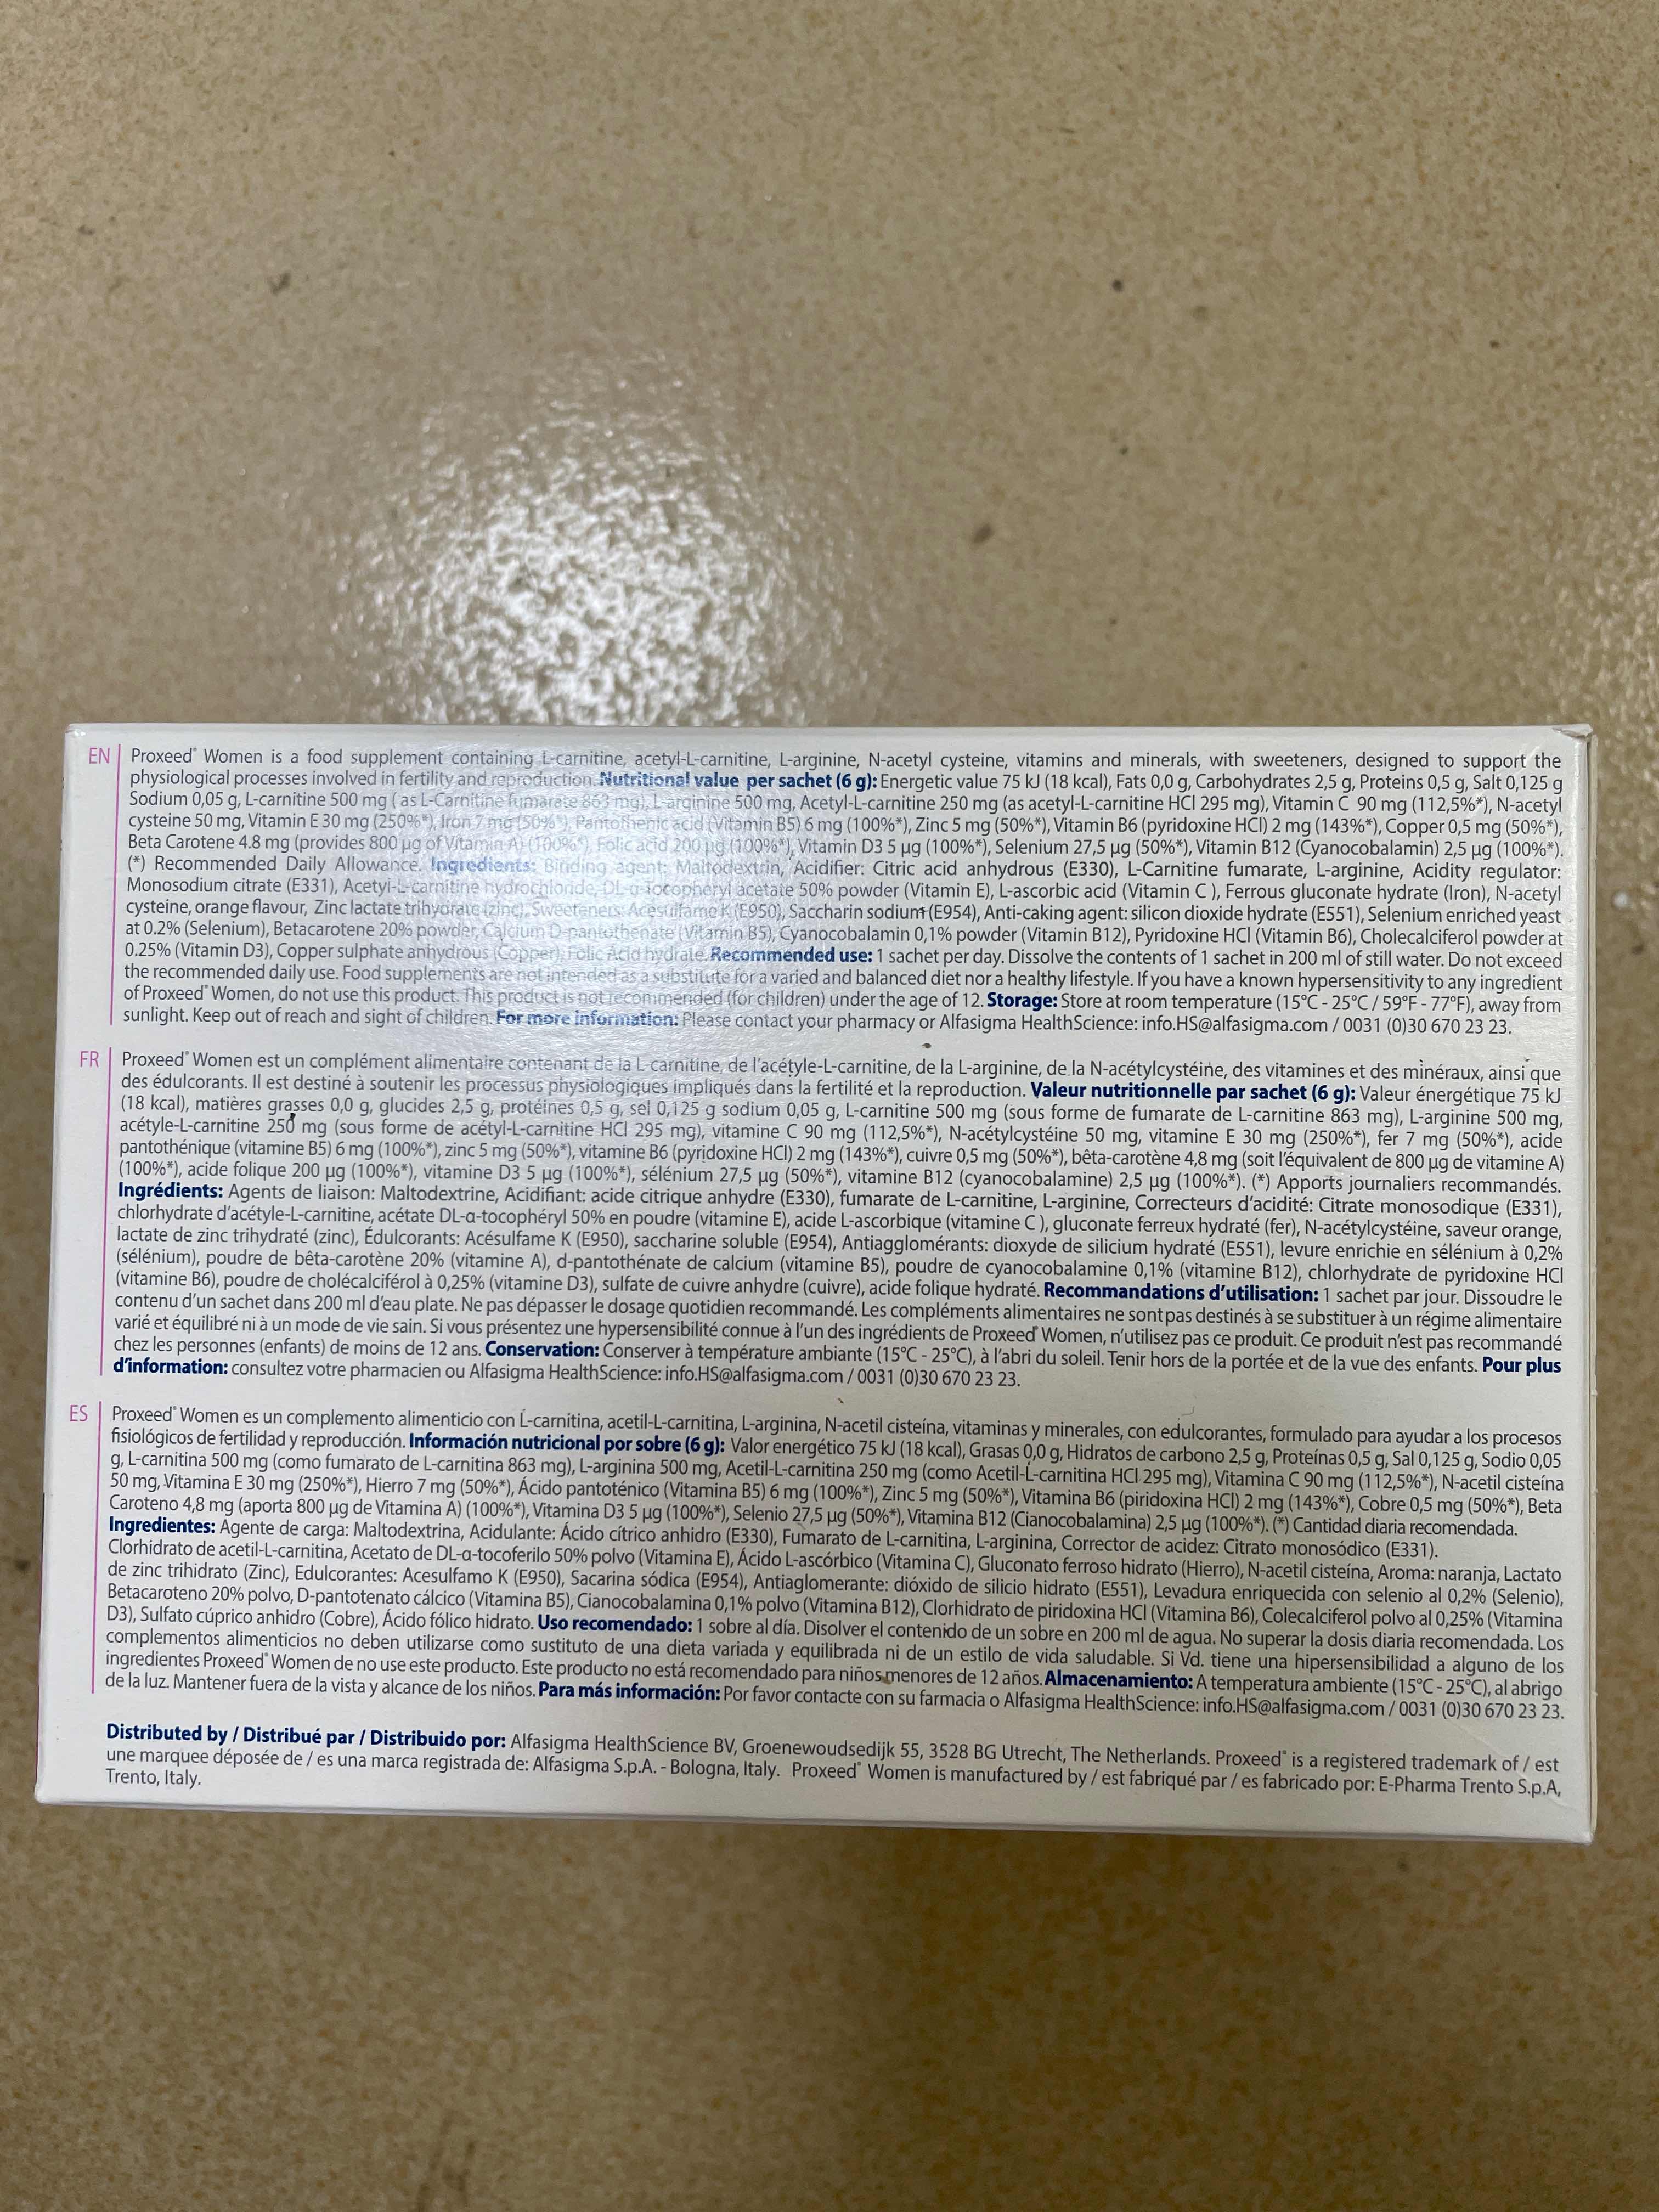 EN
Proxeed® Women is a food supplement containing L-carnitine, acetyl-L-carnitine, L-arginine, N-acetyl cysteine, vitamins and minerals, with sweeteners, designed to support the
physiological processes involved in fertility and reproduction. Nutritional value per sachet (6 g): Energetic value 75 kJ (18 kcal), Fats 0,0 g, Carbohydrates 2,5 g, Proteins 0,5 g, Salt 0,125 g
Sodium 0,05 g, L-carnitine 500 mg ( as L-Carnitine fumarate 863 mg), L-arginine 500 mg, Acetyl-L-carnitine 250 mg (as acetyl-L-carnitine HCl 295 mg), Vitamin C 90 mg (112,5%*), N-acetyl
cysteine 50 mg, Vitamin E 30 mg (250%*), Iron 7 mg (50%*), Pantothenic acid (Vitamin B5) 6 mg (100%*), Zinc 5 mg (50%*), Vitamin B6 (pyridoxine HCl) 2 mg (143%*), Copper 0,5 mg (50%*),
Beta Carotene 4.8 mg (provides 800 µg of Vitamin A) (100%*), Folic acid 200 µg (100%*), Vitamin D3 5 µg (100%*), Selenium 27,5 µg (50%*), Vitamin B12 (Cyanocobalamin) 2,5 µg (100%*).
(*) Recommended Daily Allowance. Ingredients: Binding agent: Maltodextrin, Acidifier: Citric acid anhydrous (E330), L-Carnitine fumarate, L-arginine, Acidity regulator:
Monosodium citrate (E331), Acetyl-L-carnitine hydrochloride, DL-α-tocopheryl acetate 50% powder (Vitamin E), L-ascorbic acid (Vitamin C ), Ferrous gluconate hydrate (Iron), N-acetyl
cysteine, orange flavour, Zinc lactate trihydrate (zinc), Sweeteners: Acesulfame K (E950), Saccharin sodium (E954), Anti-caking agent: silicon dioxide hydrate (E551), Selenium enriched yeast
at 0.2% (Selenium), Betacarotene 20% powder, Calcium D-pantothenate (Vitamin B5), Cyanocobalamin 0,1% powder (Vitamin B12), Pyridoxine HCl (Vitamin B6), Cholecalciferol powder at
0.25% (Vitamin D3), Copper sulphate anhydrous (Copper), Folic Acid hydrate. Recommended use: 1 sachet per day. Dissolve the contents of 1 sachet in 200 ml of still water. Do not exceed
the recommended daily use. Food supplements are not intended as a substitute for a varied and balanced diet nor a healthy lifestyle. If you have a known hypersensitivity to any ingredient
of Proxeed® Women, do not use this product. This product is not recommended (for children) under the age of 12. Storage: Store at room temperature (15°C - 25°C / 59°F - 77°F), away from
sunlight. Keep out of reach and sight of children. For more information: Please contact your pharmacy or Alfasigma HealthScience: info.HS@alfasigma.com / 0031 (0)30 670 23 23.
FR
Proxeed® Women est un complément alimentaire contenant de la L-carnitine, de l'acétyle-L-carnitine, de la L-arginine, de la N-acétylcystéine, des vitamines et des minéraux, ainsi que
des édulcorants. Il est destiné à soutenir les processus physiologiques impliqués dans la fertilité et la reproduction. Valeur nutritionnelle par sachet (6 g): Valeur énergétique 75 kJ
(18 kcal), matières grasses 0,0 g, glucides 2,5 g, protéines 0,5 g, sel 0,125 g sodium 0,05 g, L-carnitine 500 mg (sous forme de fumarate de L-carnitine 863 mg), L-arginine 500 mg,
acétyle-L-carnitine 250 mg (sous forme de acétyl-L-carnitine HCl 295 mg), vitamine C 90 mg (112,5%*), N-acétylcystéine 50 mg, vitamine E 30 mg (250%*), fer 7 mg (50%*), acide
pantothénique (vitamine B5) 6 mg (100%*), zinc 5 mg (50%*), vitamine B6 (pyridoxine HCl) 2 mg (143%*), cuivre 0,5 mg (50%*), bêta-carotène 4,8 mg (soit l'équivalent de 800 µg de vitamine A)
(100%*), acide folique 200 µg (100%*), vitamine D3 5 µg (100%*), sélénium 27,5 µg (50%*), vitamine B12 (cyanocobalamine) 2,5 µg (100%*). (*) Apports journaliers recommandés.
Ingrédients: Agents de liaison: Maltodextrine, Acidifiant: acide citrique anhydre (E330), fumarate de L-carnitine, L-arginine, Correcteurs d'acidité: Citrate monosodique (E331),
chlorhydrate d'acétyle-L-carnitine, acétate DL-α-tocophéryl 50% en poudre (vitamine E), acide L-ascorbique (vitamine C ), gluconate ferreux hydraté (fer), N-acétylcystéine, saveur orange,
lactate de zinc trihydraté (zinc), Édulcorants: Acésulfame K (E950), saccharine soluble (E954), Antiagglomérants: dioxyde de silicium hydraté (E551), levure enrichie en sélénium à 0,2%
(sélénium), poudre de bêta-carotène 20% (vitamine A), d-pantothénate de calcium (vitamine B5), poudre de cyanocobalamine 0,1% (vitamine B12), chlorhydrate de pyridoxine HCl
(vitamine B6), poudre de cholécalciférol à 0,25% (vitamine D3), sulfate de cuivre anhydre (cuivre), acide folique hydraté. Recommandations d'utilisation: 1 sachet par jour. Dissoudre le
contenu d'un sachet dans 200 ml d'eau plate. Ne pas dépasser le dosage quotidien recommandé. Les compléments alimentaires ne sont pas destinés à se substituer à un régime alimentaire
varié et équilibré ni à un mode de vie sain. Si vous présentez une hypersensibilité connue à l'un des ingrédients de Proxeed® Women, n'utilisez pas ce produit. Ce produit n'est pas recommandé
chez les personnes (enfants) de moins de 12 ans. Conservation: Conserver à température ambiante (15°C - 25°C), à l'abri du soleil. Tenir hors de la portée et de la vue des enfants. Pour plus
d'information: consultez votre pharmacien ou Alfasigma HealthScience: info.HS@alfasigma.com / 0031 (0)30 670 23 23.
ES
Proxeed® Women es un complemento alimenticio con L-carnitina, acetil-L-carnitina, L-arginina, N-acetil cisteína, vitaminas y minerales, con edulcorantes, formulado para ayudar a los procesos
fisiológicos de fertilidad y reproducción. Información nutricional por sobre (6 g): Valor energético 75 kJ (18 kcal), Grasas 0,0 g, Hidratos de carbono 2,5 g, Proteínas 0,5 g, Sal 0,125 g, Sodio 0,05
g, L-carnitina 500 mg (como fumarato de L-carnitina 863 mg), L-arginina 500 mg, Acetil-L-carnitina 250 mg (como Acetil-L-carnitina HCl 295 mg), Vitamina C 90 mg (112,5%*), N-acetil cisteína
50 mg, Vitamina E 30 mg (250%*), Hierro 7 mg (50%*), Ácido pantoténico (Vitamina B5) 6 mg (100%*), Zinc 5 mg (50%*), Vitamina B6 (piridoxina HCl) 2 mg (143%*), Cobre 0,5 mg (50%*), Beta
Caroteno 4,8 mg (aporta 800 µg de Vitamina A) (100%*), Vitamina D3 5 µg (100%*), Selenio 27,5 µg (50%*), Vitamina B12 (Cianocobalamina) 2,5 µg (100%*). (*) Cantidad diaria recomendada.
Ingredientes: Agente de carga: Maltodextrina, Acidulante: Ácido cítrico anhidro (E330), Fumarato de L-carnitina, L-arginina, Corrector de acidez: Citrato monosódico (E331).
Clorhidrato de acetil-L-carnitina, Acetato de DL-α-tocoferilo 50% polvo (Vitamina E), Ácido L-ascórbico (Vitamina C), Gluconato ferroso hidrato (Hierro), N-acetil cisteína, Aroma: naranja, Lactato
de zinc trihidrato (Zinc), Edulcorantes: Acesulfamo K (E950), Sacarina sódica (E954), Antiaglomerante: dióxido de silicio hidrato (E551), Levadura enriquecida con selenio al 0,2% (Selenio),
Betacaroteno 20% polvo, D-pantotenato cálcico (Vitamina B5), Cianocobalamina 0,1% polvo (Vitamina B12), Clorhidrato de piridoxina HCl (Vitamina B6), Colecalciferol polvo al 0,25% (Vitamina
D3), Sulfato cúprico anhidro (Cobre), Ácido fólico hidrato. Uso recomendado: 1 sobre al día. Disolver el contenido de un sobre en 200 ml de agua. No superar la dosis diaria recomendada. Los
complementos alimenticios no deben utilizarse como sustituto de una dieta variada y equilibrada ni de un estilo de vida saludable. Si Vd. tiene una hipersensibilidad a alguno de los
ingredientes Proxeed® Women de no use este producto. Este producto no está recomendado para niños menores de 12 años. Almacenamiento: A temperatura ambiente (15°C - 25°C), al abrigo
de la luz. Mantener fuera de la vista y alcance de los niños. Para más información: Por favor contacte con su farmacia o Alfasigma HealthScience: info.HS@alfasigma.com / 0031 (0)30 670 23 23.
Distributed by / Distribué par / Distribuido por: Alfasigma HealthScience BV, Groenewoudsedijk 55, 3528 BG Utrecht, The Netherlands. Proxeed® is a registered trademark of / est
une marquee déposée de / es una marca registrada de: Alfasigma S.p.A. - Bologna, Italy. Proxeed® Women is manufactured by / est fabriqué par / es fabricado por: E-Pharma Trento S.p.A,
Trento, Italy.